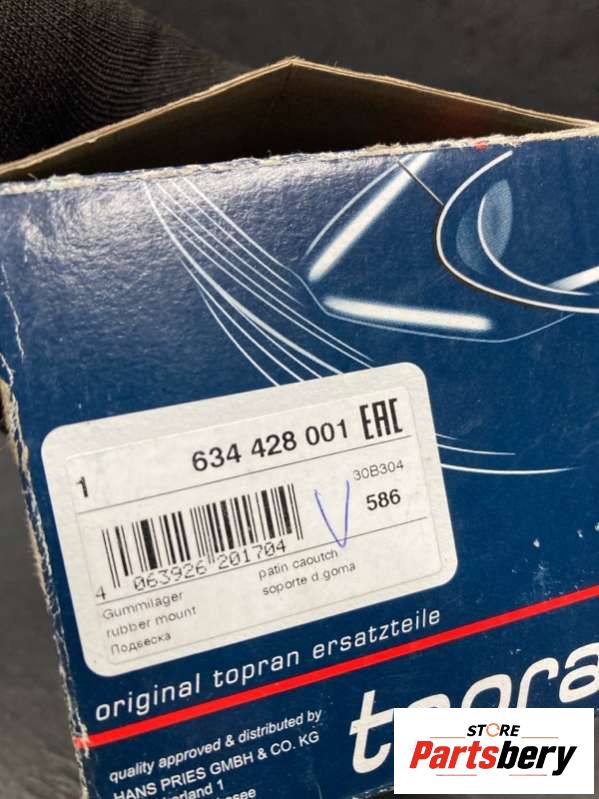 1 634 428 001 EAC
30B304
586
4 063926 201704
Gummilager
rubber mount
Подвеска
patin caoutch
soporte d.goma
original topran ersatzteile
quality approved & distributed by
HANS PRIES GMBH & CO. KG
STORE
Partsbery